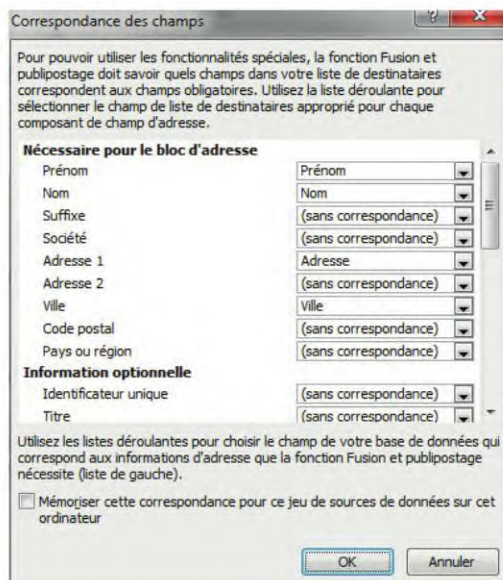 Correspondance des champs
Pour pouvoir utiliser les fonctionnalités spéciales, la fonction Fusion et
publipostage doit savoir quels champs dans votre liste de destinataires
correspondent aux champs obligatoires. Utilisez la liste déroulante pour
sélectionner le champ de liste de destinataires approprié pour chaque
composant de champ d'adresse.
Nécessaire pour le bloc d'adresse
Prénom Prénom
Nom Nom
Suffixe (sans correspondance)
Société (sans correspondance)
Adresse 1 Adresse
Adresse 2 (sans correspondance)
Ville Ville
Code postal (sans correspondance)
Pays ou région (sans correspondance)
Information optionnelle
Identificateur unique (sans correspondance)
Titre (sans correspondance)
Utilisez les listes déroulantes pour choisir le champ de votre base de données qui
correspond aux informations d'adresse que la fonction Fusion et publipostage
nécessite (liste de gauche).
Mémoriser cette correspondance pour ce jeu de sources de données sur cet
ordinateur
OK Annuler